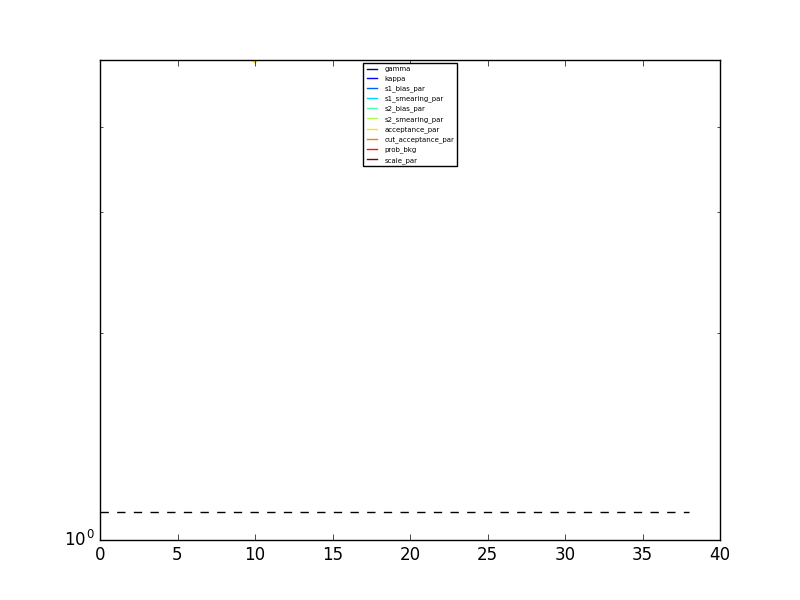 gamma
kappa
s1_bias_par
s1_smearing_par
s2_bias_par
s2_smearing_par
acceptance_par
cut_acceptance_par
prob_bkg
scale_par
10^0
0 5 10 15 20 25 30 35 40